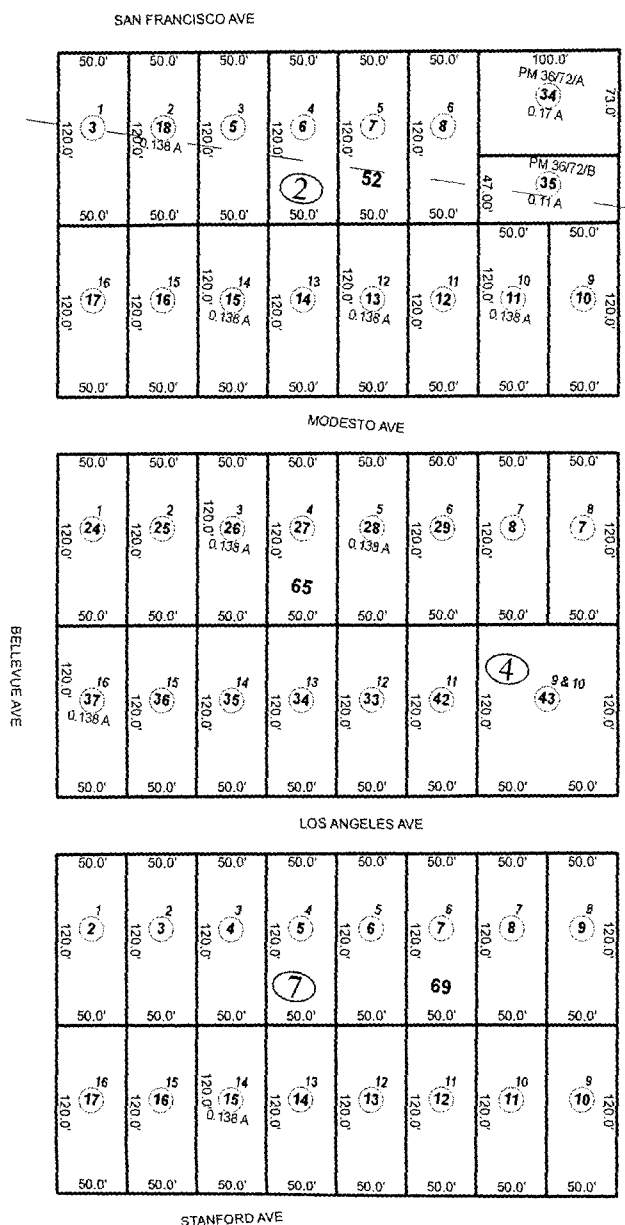 SAN FRANCISCO AVE
50.0' 50.0' 50.0' 50.0' 50.0' 50.0' 100.0'
PM 36/72/A
1 2 3 4 5 6 34 73.0'
120.0' 3 120.0' 18 120.0' 5 120.0' 6 120.0' 7 120.0' 8 0.17 A
0.138 A
PM 36/72/B
2 52 47.00' 35
0.11 A
50.0' 50.0' 50.0' 50.0' 50.0' 50.0'
50.0' 50.0'
16 15 14 13 12 11 10 9
120.0' 17 120.0' 16 120.0' 15 120.0' 14 120.0' 13 120.0' 12 120.0' 11 10 120.0'
0.138 A 0.138 A 0.138 A
50.0' 50.0' 50.0' 50.0' 50.0' 50.0' 50.0' 50.0'
MODESTO AVE
50.0' 50.0' 50.0' 50.0' 50.0' 50.0' 50.0' 50.0'
1 2 3 4 5 6 7 8
120.0' 24 120.0' 25 120.0' 26 120.0' 27 120.0' 28 120.0' 29 120.0' 8 7 120.0'
0.138 A 0.138 A
65
50.0' 50.0' 50.0' 50.0' 50.0' 50.0' 50.0' 50.0'
BELLEVUE AVE
4
16 15 14 13 12 11 9 & 10
120.0' 37 120.0' 36 120.0' 35 120.0' 34 120.0' 33 120.0' 42 120.0' 43 120.0'
0.138 A
50.0' 50.0' 50.0' 50.0' 50.0' 50.0' 50.0' 50.0'
LOS ANGELES AVE
50.0' 50.0' 50.0' 50.0' 50.0' 50.0' 50.0' 50.0'
1 2 3 4 5 6 7 8
120.0' 2 120.0' 3 120.0' 4 120.0' 5 120.0' 6 120.0' 7 120.0' 8 9 120.0'
7 69
50.0' 50.0' 50.0' 50.0' 50.0' 50.0' 50.0' 50.0'
16 15 14 13 12 11 10 9
120.0' 17 120.0' 16 120.0' 15 120.0' 14 120.0' 13 120.0' 12 120.0' 11 10 120.0'
0.138 A
50.0' 50.0' 50.0' 50.0' 50.0' 50.0' 50.0' 50.0'
STANFORD AVE